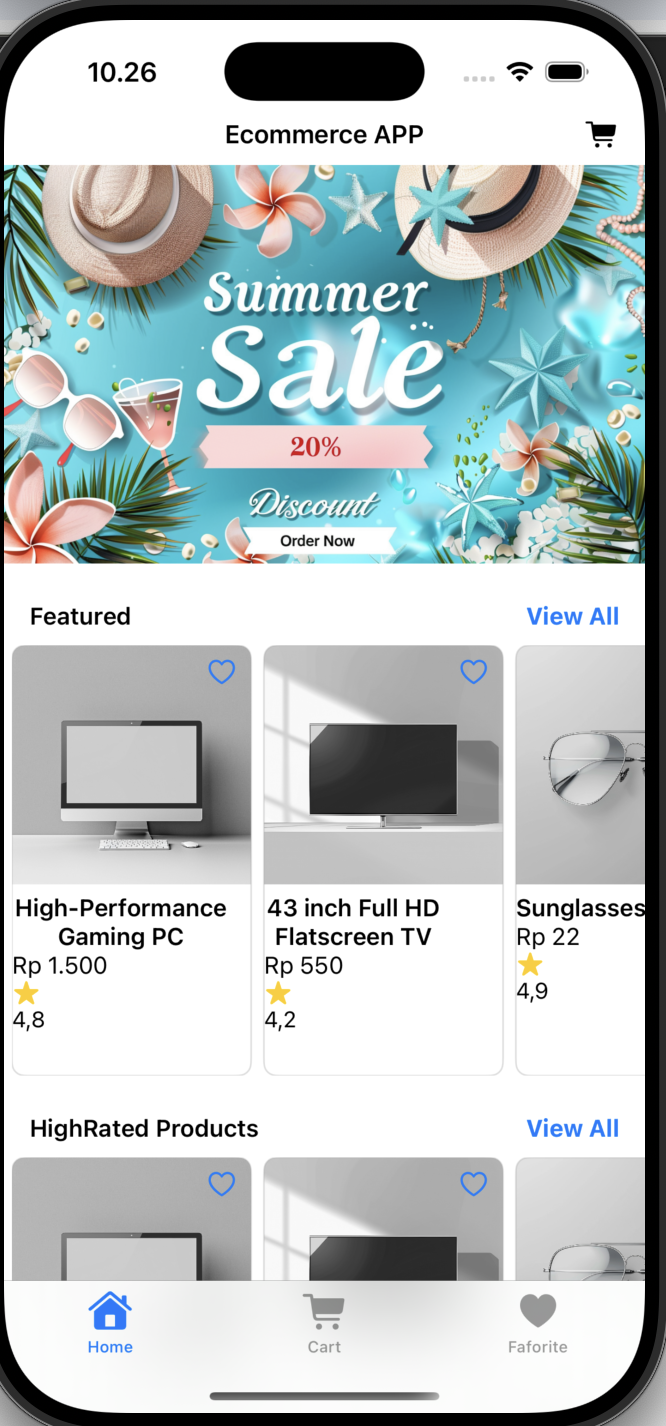 10.26
Ecommerce APP
Summer
Sale
20%
Discount
Order Now
Featured
View All
High-Performance
Gaming PC
Rp 1.500
4,8
43 inch Full HD
Flatscreen TV
Rp 550
4,2
Sunglasses
Rp 22
4,9
HighRated Products
View All
Home
Cart
Faforite